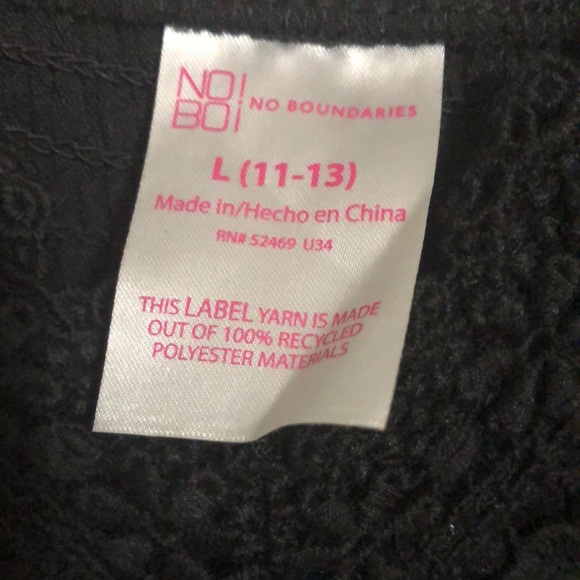 NO!
BO!
NO BOUNDARIES
L (11-13)
Made in/Hecho en China
RN# 52469 U34
THIS LABEL YARN IS MADE
OUT OF 100% RECYCLED
POLYESTER MATERIALS